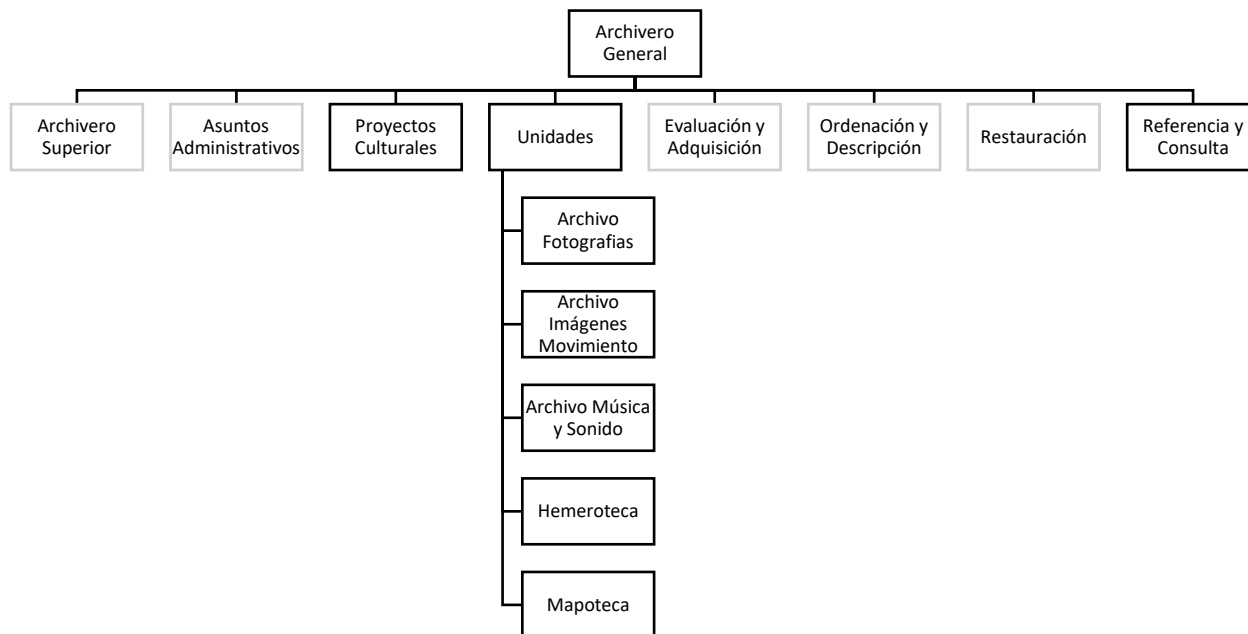 Archivero
General
Archivero
Superior
Asuntos
Administrativos
Proyectos
Culturales
Unidades
Evaluación y
Adquisición
Ordenación y
Descripción
Restauración
Referencia y
Consulta
Archivo
Fotografias
Archivo
Imágenes
Movimiento
Archivo Música
y Sonido
Hemeroteca
Mapoteca